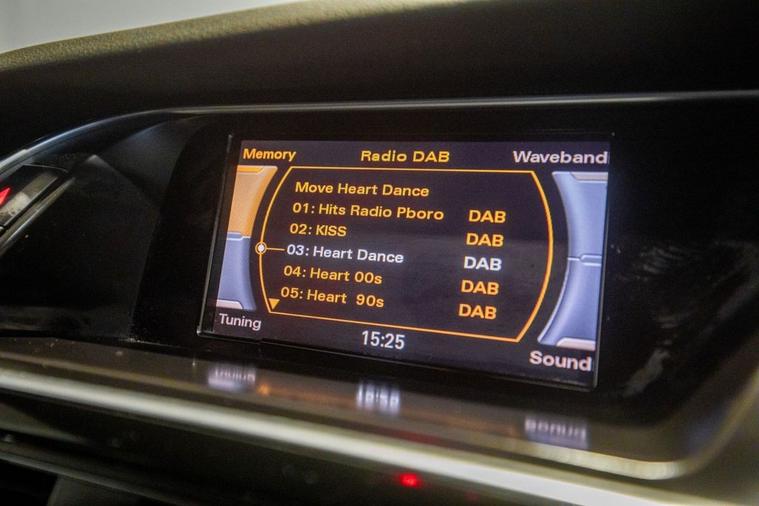 Memory Radio DAB Waveband
Move Heart Dance
01: Hits Radio Pboro DAB
02: KISS DAB
03: Heart Dance DAB
04: Heart 00s DAB
05: Heart 90s DAB
Tuning 15:25 Sound